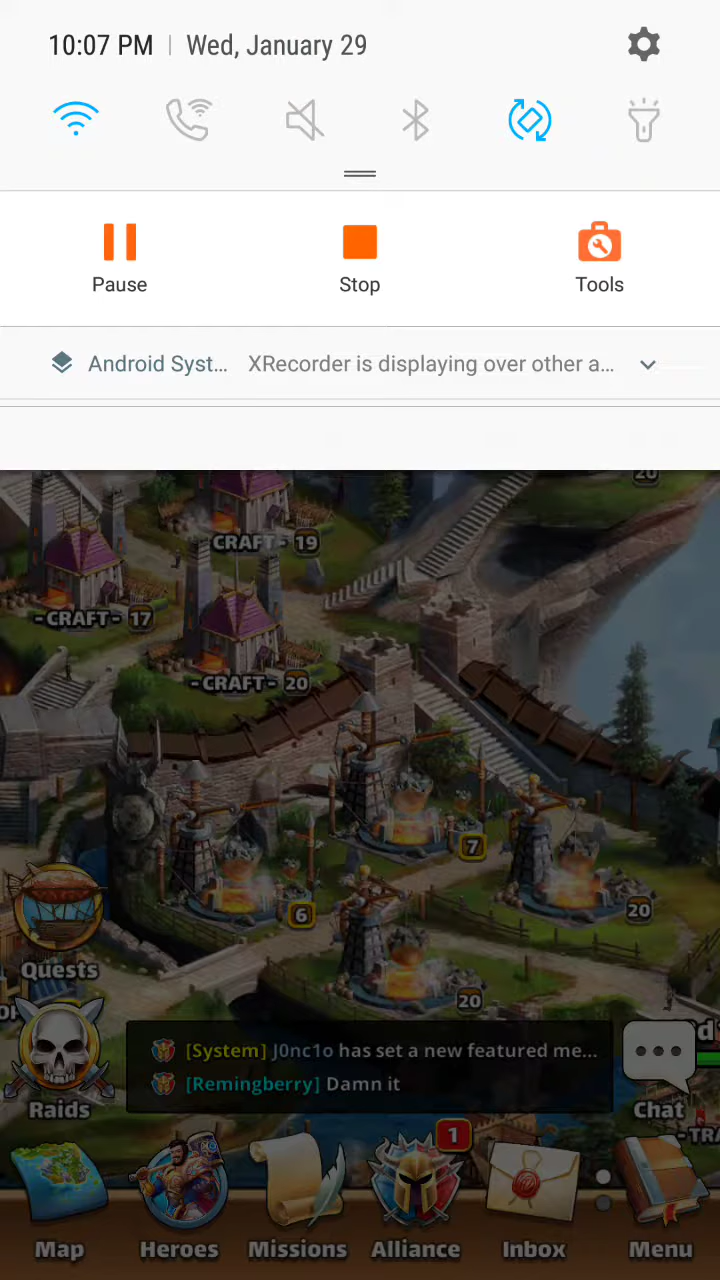 10:07 PM | Wed, January 29
Pause
Stop
Tools
Android Syst... XRecorder is displaying over other a...
20
CRAFT - 19
- CRAFT - 17
- CRAFT - 20
7
6
20
20
Quests
[System] J0nc1o has set a new featured me...
[Remingberry] Damn it
Raids
Chat
1
Map
Heroes
Missions
Alliance
Inbox
Menu